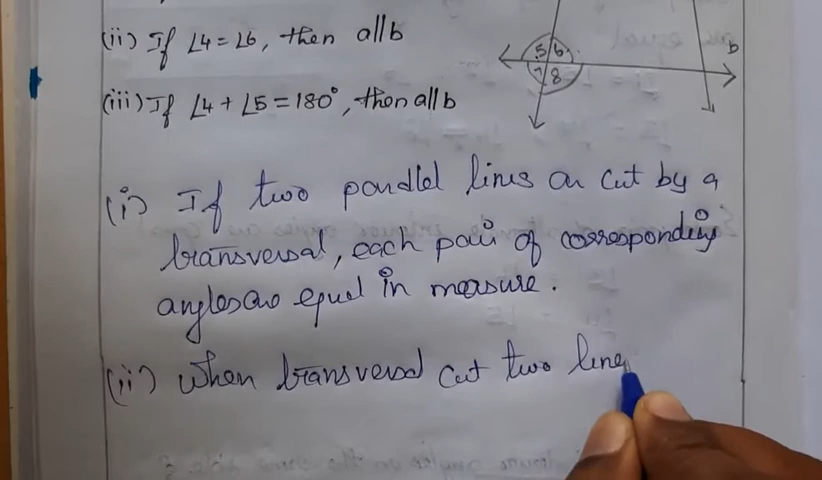 (ii) If ∠4=∠6, then a||b
5 6
b
7 8
(iii) If ∠4 + ∠5 = 180°, then a||b
(i) If two parallel lines are cut by a
transversal, each pair of corresponding
angles are equal in measure.
(ii) When transversal cut two line